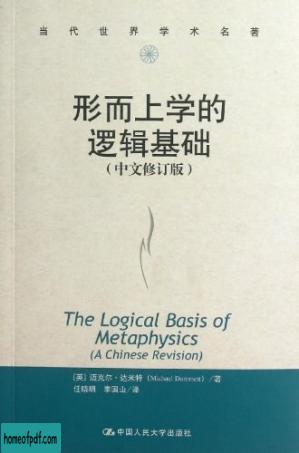 当代世界学术名著
形而上学的
逻辑基础
(中文修订版)
The Logical Basis of
Metaphysics
(A Chinese Revision)
[英] 迈克尔·达米特 (Michael Dummett) / 著
任晓明 李国山 / 译
中国人民大学出版社
homeofpdf.com